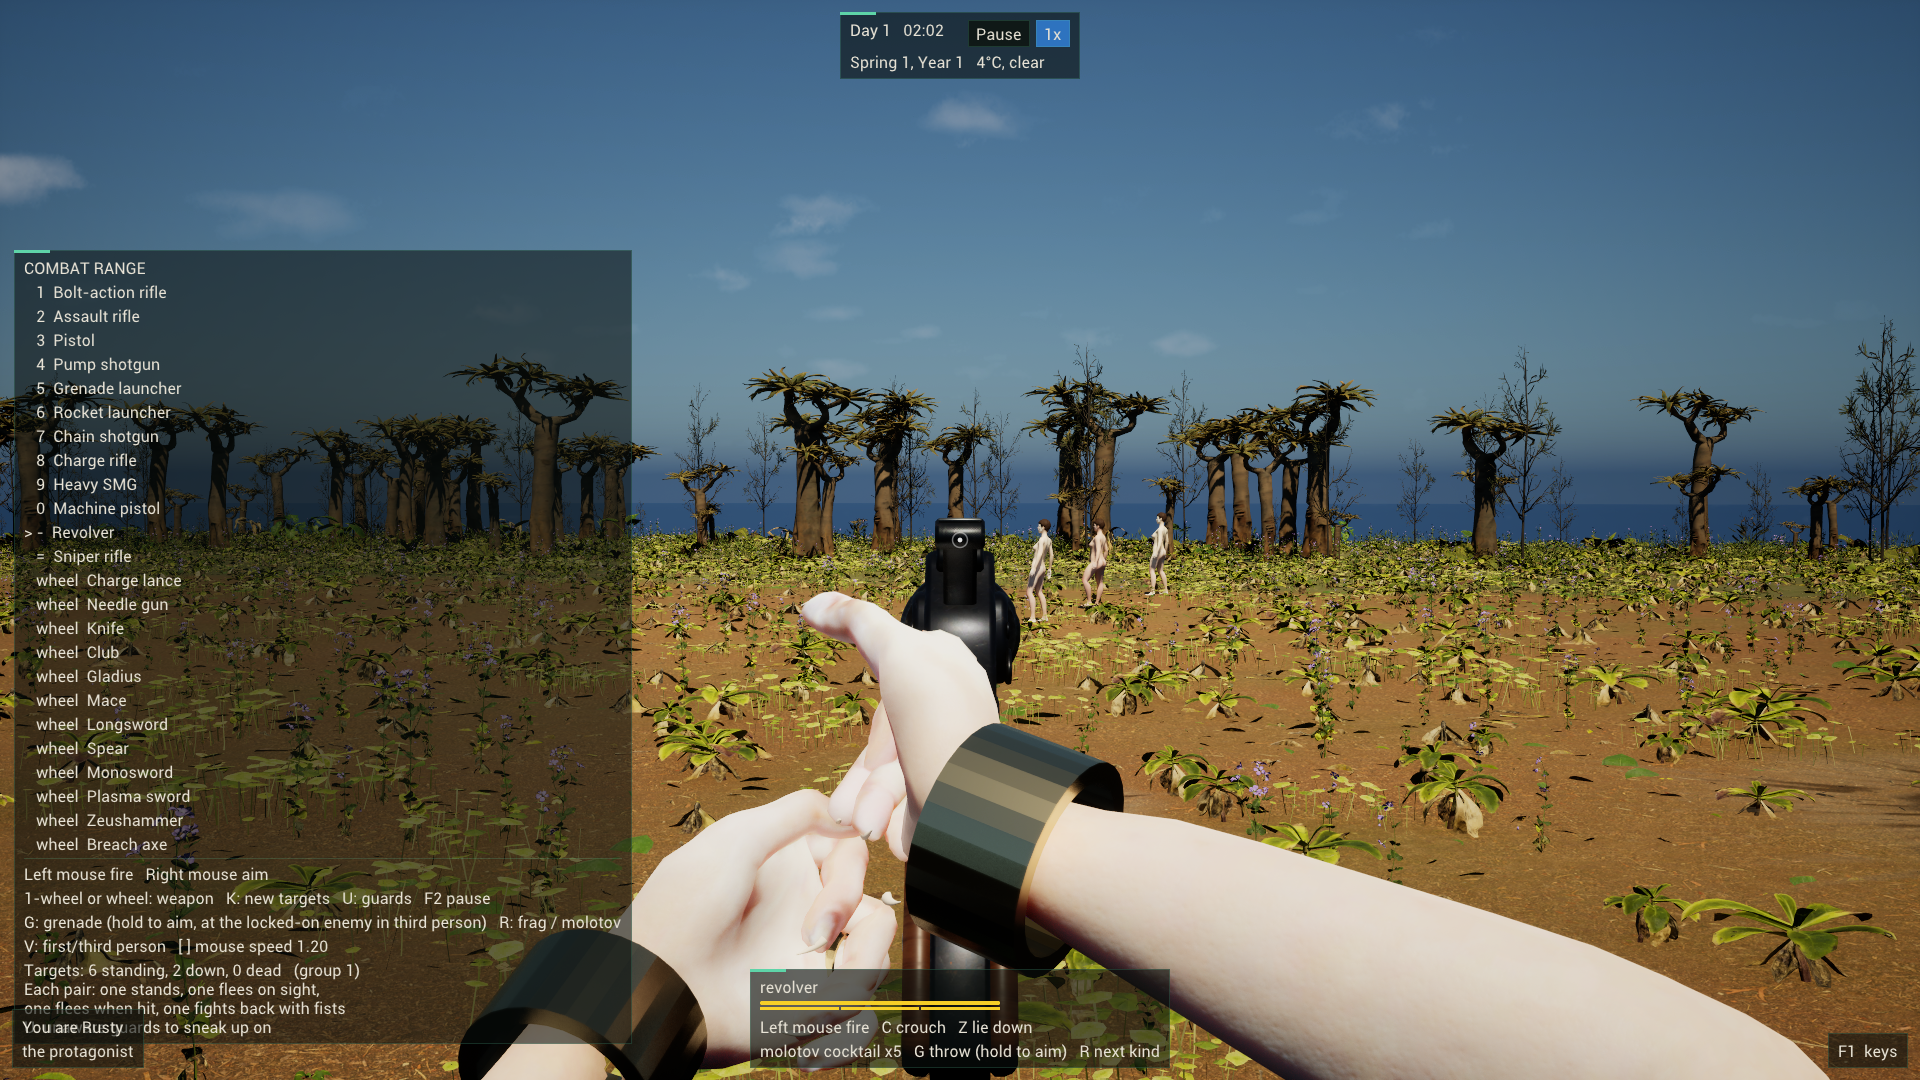 Day 1 02:02 Pause 1x
Spring 1, Year 1 4°C, clear
COMBAT RANGE
1 Bolt-action rifle
2 Assault rifle
3 Pistol
4 Pump shotgun
5 Grenade launcher
6 Rocket launcher
7 Chain shotgun
8 Charge rifle
9 Heavy SMG
0 Machine pistol
> - Revolver
= Sniper rifle
wheel Charge lance
wheel Needle gun
wheel Knife
wheel Club
wheel Gladius
wheel Mace
wheel Longsword
wheel Spear
wheel Monosword
wheel Plasma sword
wheel Zeushammer
wheel Breach axe
Left mouse fire Right mouse aim
1-wheel or wheel: weapon K: new targets U: guards F2 pause
G: grenade (hold to aim, at the locked-on enemy in third person) R: frag / molotov
V: first/third person [ ] mouse speed 1.20
Targets: 6 standing, 2 down, 0 dead (group 1)
Each pair: one stands, one flees on sight,
one flees when hit, one fights back with fists
to sneak up on
You are Rusty
the protagonist
revolver
Left mouse fire C crouch Z lie down
molotov cocktail x5 G throw (hold to aim) R next kind
F1 keys